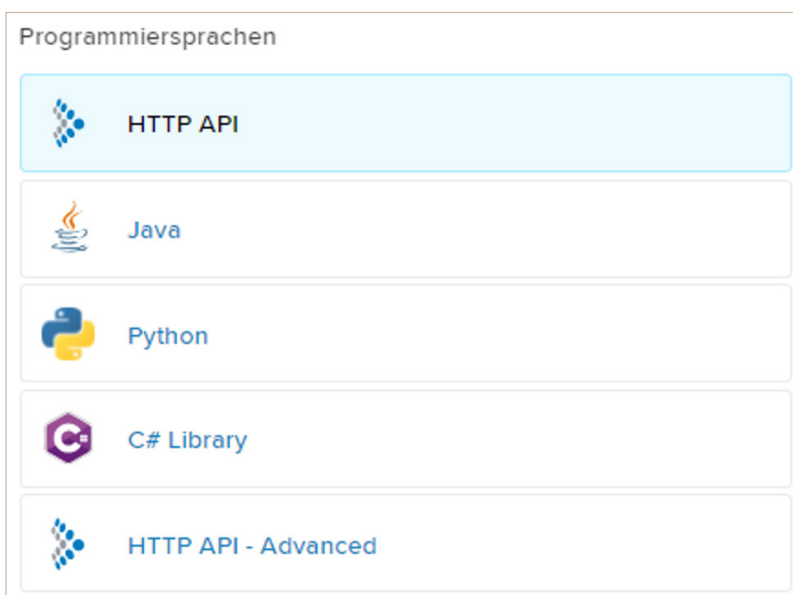 Programmiersprachen
HTTP API
Java
Python
C# Library
HTTP API - Advanced